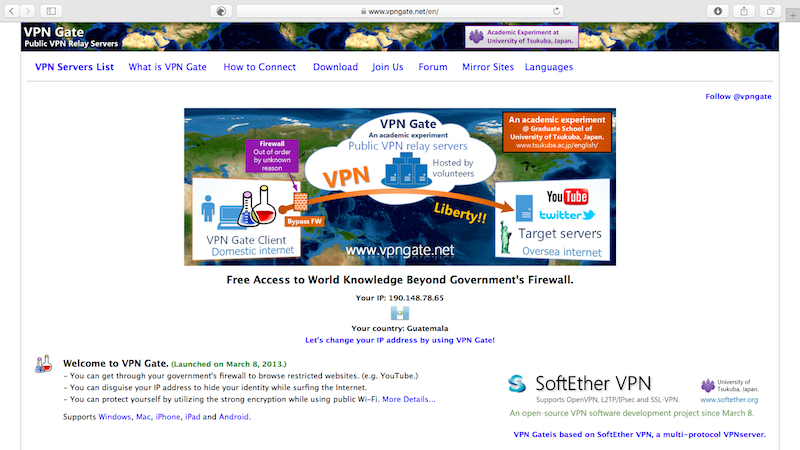 www.vpngate.net/en/
VPN Gate
Public VPN Relay Servers
Academic Experiment at
University of Tsukuba, Japan.
VPN Servers List What is VPN Gate How to Connect Download Join Us Forum Mirror Sites Languages
Follow @vpngate
VPN Gate
An academic experiment
Public VPN relay servers
Hosted by
volunteers
An academic experiment
@ Graduate School of
University of Tsukuba, Japan.
www.tsukuba.ac.jp/english/
Firewall
Out of order
by unknown
reason
VPN
Liberty!!
Bypass FW
VPN Gate Client
Domestic internet
www.vpngate.net
YouTube
twitter
Target servers
Oversea internet
Free Access to World Knowledge Beyond Government's Firewall.
Your IP: 190.148.78.65
Your country: Guatemala
Let's change your IP address by using VPN Gate!
Welcome to VPN Gate. (Launched on March 8, 2013.)
- You can get through your government's firewall to browse restricted websites. (e.g. YouTube.)
- You can disguise your IP address to hide your identity while surfing the Internet.
- You can protect yourself by utilizing the strong encryption while using public Wi-Fi. More Details...
Supports Windows, Mac, iPhone, iPad and Android.
SoftEther VPN
Supports OpenVPN, L2TP/IPsec and SSL-VPN.
University of
Tsukuba, Japan.
www.softether.org
An open-source VPN software development project since March 8.
VPN Gateis based on SoftEther VPN, a multi-protocol VPNserver.